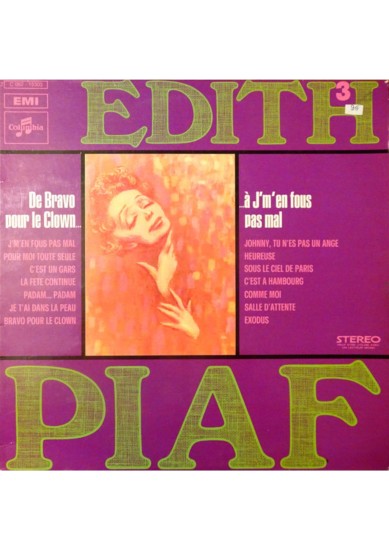 EMI
Columbia
EDITH
3
De Bravo
pour le Clown...
...à J'm'en fous
pas mal
J'M'EN FOUS PAS MAL
POUR MOI TOUTE SEULE
C'EST UN GARS
LA FETE CONTINUE
PADAM... PADAM
JE T'AI DANS LA PEAU
BRAVO POUR LE CLOWN
JOHNNY, TU N'ES PAS UN ANGE
HEUREUSE
SOUS LE CIEL DE PARIS
C'EST A HAMBOURG
COMME MOI
SALLE D'ATTENTE
EXODUS
STEREO
PIAF